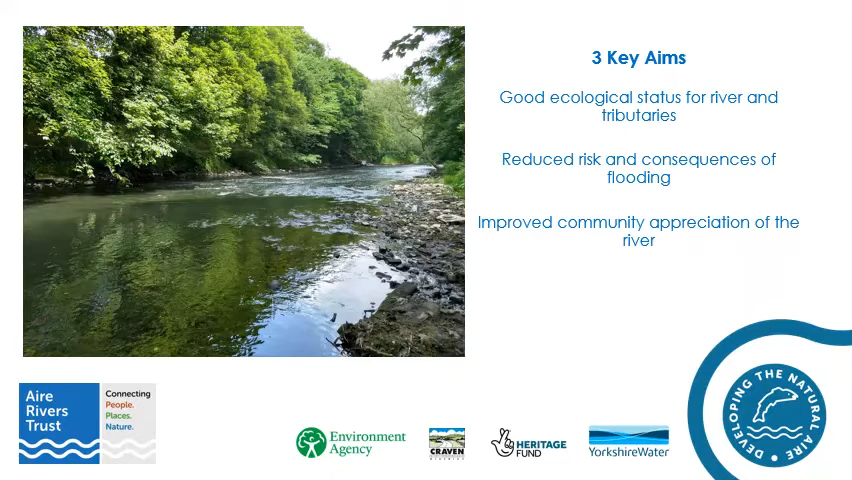 3 Key Aims
Good ecological status for river and
tributaries
Reduced risk and consequences of
flooding
Improved community appreciation of the
river
Aire
Rivers
Trust
Connecting
People.
Places.
Nature.
Environment
Agency
CRAVEN
HERITAGE
FUND
YorkshireWater
DEVELOPING THE NATURAL AIRE